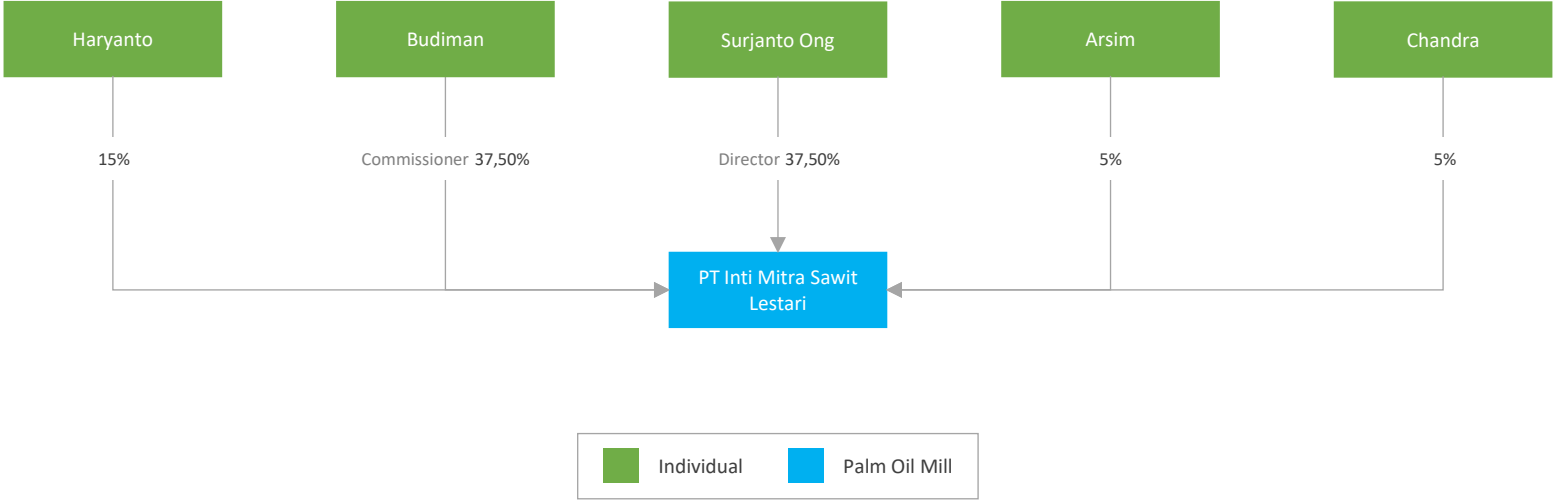 Haryanto
Budiman
Surjanto Ong
Arsim
Chandra
15%
Commissioner 37,50%
Director 37,50%
5%
5%
PT Inti Mitra Sawit
Lestari
Individual
Palm Oil Mill